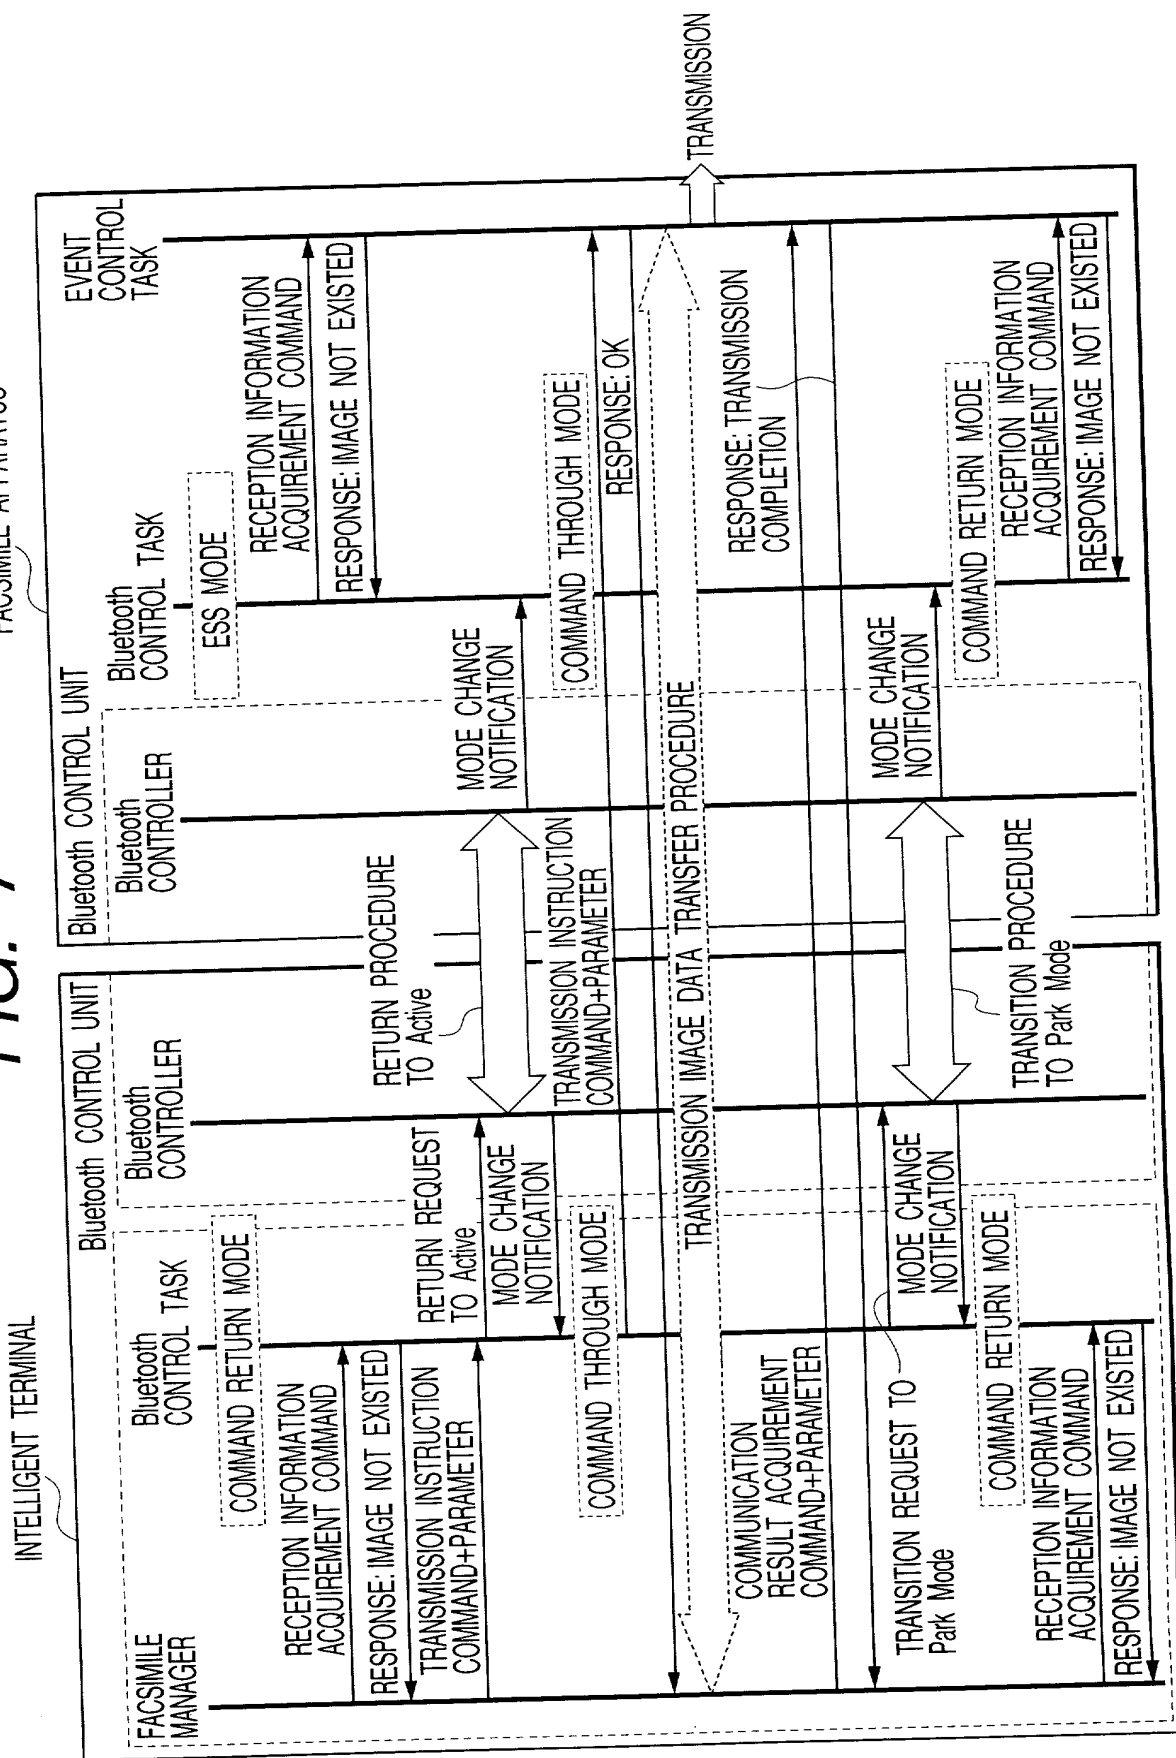 FIG. 7
INTELLIGENT TERMINAL
FACSIMILE APPARATUS
Bluetooth CONTROL UNIT
Bluetooth CONTROL UNIT
FACSIMILE
MANAGER
Bluetooth
CONTROL TASK
Bluetooth
CONTROLLER
Bluetooth
CONTROLLER
Bluetooth
CONTROL TASK
EVENT
CONTROL
TASK
COMMAND RETURN MODE
ESS MODE
RECEPTION INFORMATION
ACQUIREMENT COMMAND
RECEPTION INFORMATION
ACQUIREMENT COMMAND
RESPONSE: IMAGE NOT EXISTED
RESPONSE: IMAGE NOT EXISTED
TRANSMISSION INSTRUCTION
COMMAND+PARAMETER
RETURN REQUEST
TO Active
RETURN PROCEDURE
TO Active
MODE CHANGE
NOTIFICATION
MODE CHANGE
NOTIFICATION
COMMAND THROUGH MODE
TRANSMISSION INSTRUCTION
COMMAND+PARAMETER
COMMAND THROUGH MODE
RESPONSE: OK
TRANSMISSION IMAGE DATA TRANSFER PROCEDURE
TRANSMISSION
COMMUNICATION
RESULT ACQUIREMENT
COMMAND+PARAMETER
RESPONSE: TRANSMISSION
COMPLETION
TRANSITION REQUEST TO
Park Mode
MODE CHANGE
NOTIFICATION
MODE CHANGE
NOTIFICATION
TRANSITION PROCEDURE
TO Park Mode
COMMAND RETURN MODE
COMMAND RETURN MODE
RECEPTION INFORMATION
ACQUIREMENT COMMAND
RECEPTION INFORMATION
ACQUIREMENT COMMAND
RESPONSE: IMAGE NOT EXISTED
RESPONSE: IMAGE NOT EXISTED